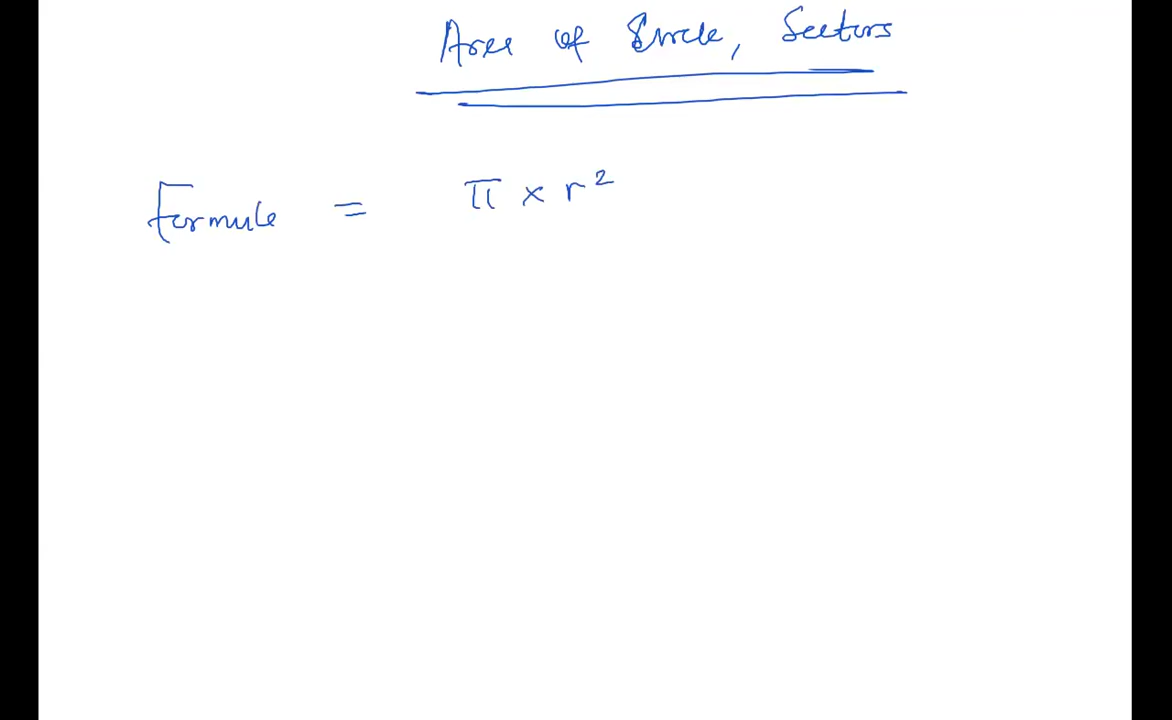 Area of Circle, Sectors
Formula = π × r²